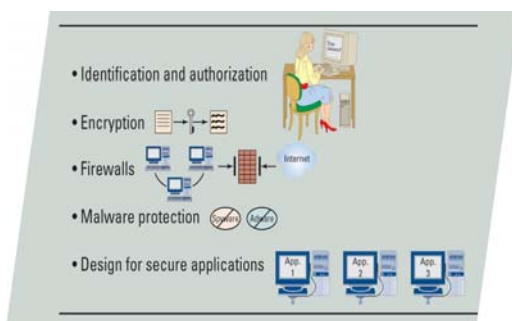 • Identification and authorization
• Encryption
• Firewalls
Internet
• Malware protection
Spyware
Adware
• Design for secure applications
App. 1
App. 2
App. 3